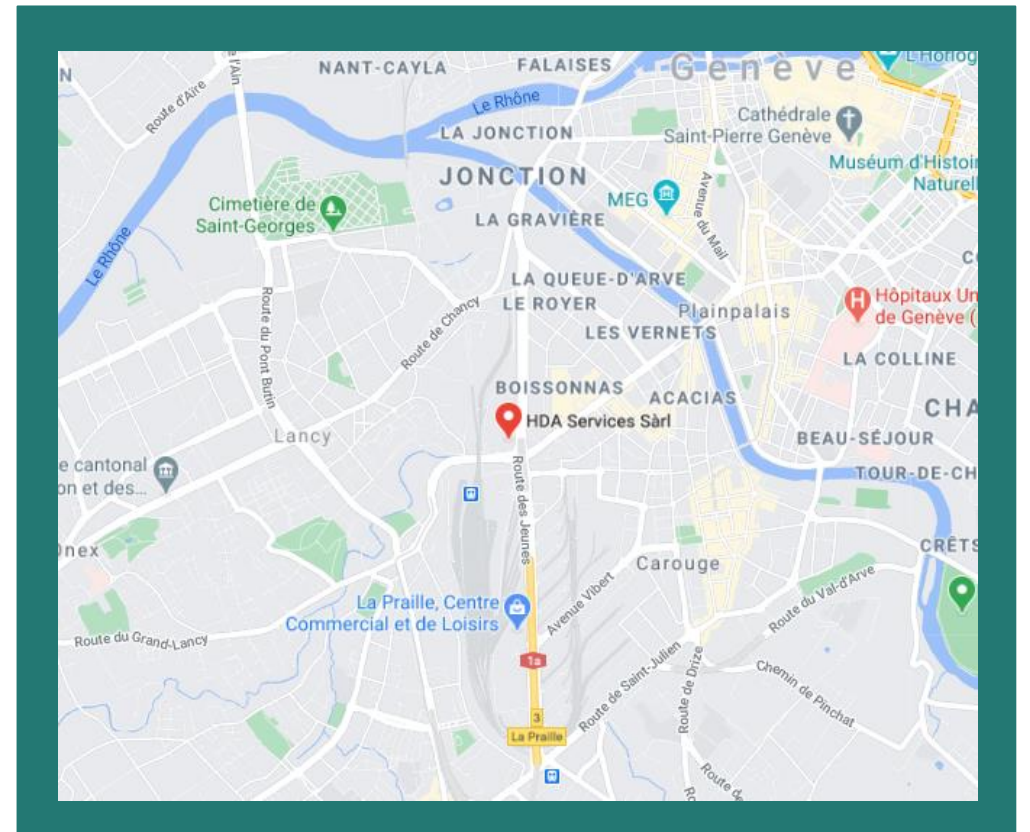 L'Horlog
N
l'Ain
NANT-CAYLA
FALAISES
Genève
Route d'Aïre
Le Rhône
Cathédrale
Saint-Pierre Genève
LA JONCTION
Muséum d'Histoir
Naturell
JONCTION
MEG
Avenue du Mail
Cimetière de
Saint-Georges
LA GRAVIÈRE
Le Rhône
LA QUEUE-D'ARVE
LE ROYER
Plainpalais
Hôpitaux Un
de Genève (
Route du Pont Butin
Route de Chancy
LES VERNETS
LA COLLINE
BOISSONNAS
ACACIAS
CHA
HDA Services Sàrl
Lancy
BEAU-SÉJOUR
e cantonal
on et des...
TOUR-DE-CH
Route des Jeunes
Onex
CRÊTS
Carouge
La Praille, Centre
Commercial et de Loisirs
Avenue Vibert
Route du Val-d'Arve
Route du Grand-Lancy
1a
Route de Saint-Julien
Route de Drize
Chemin de Pinchat
3
La Praille
Route de